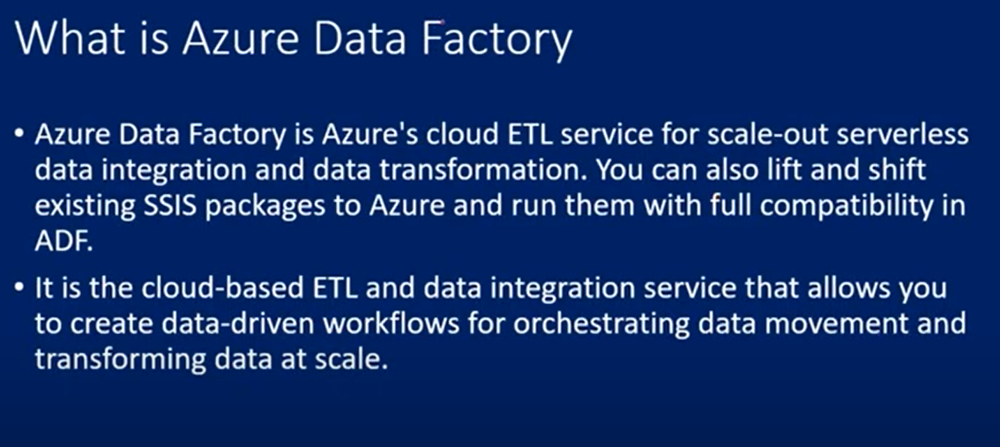 What is Azure Data Factory
• Azure Data Factory is Azure's cloud ETL service for scale-out serverless
data integration and data transformation. You can also lift and shift
existing SSIS packages to Azure and run them with full compatibility in
ADF.
• It is the cloud-based ETL and data integration service that allows you
to create data-driven workflows for orchestrating data movement and
transforming data at scale.